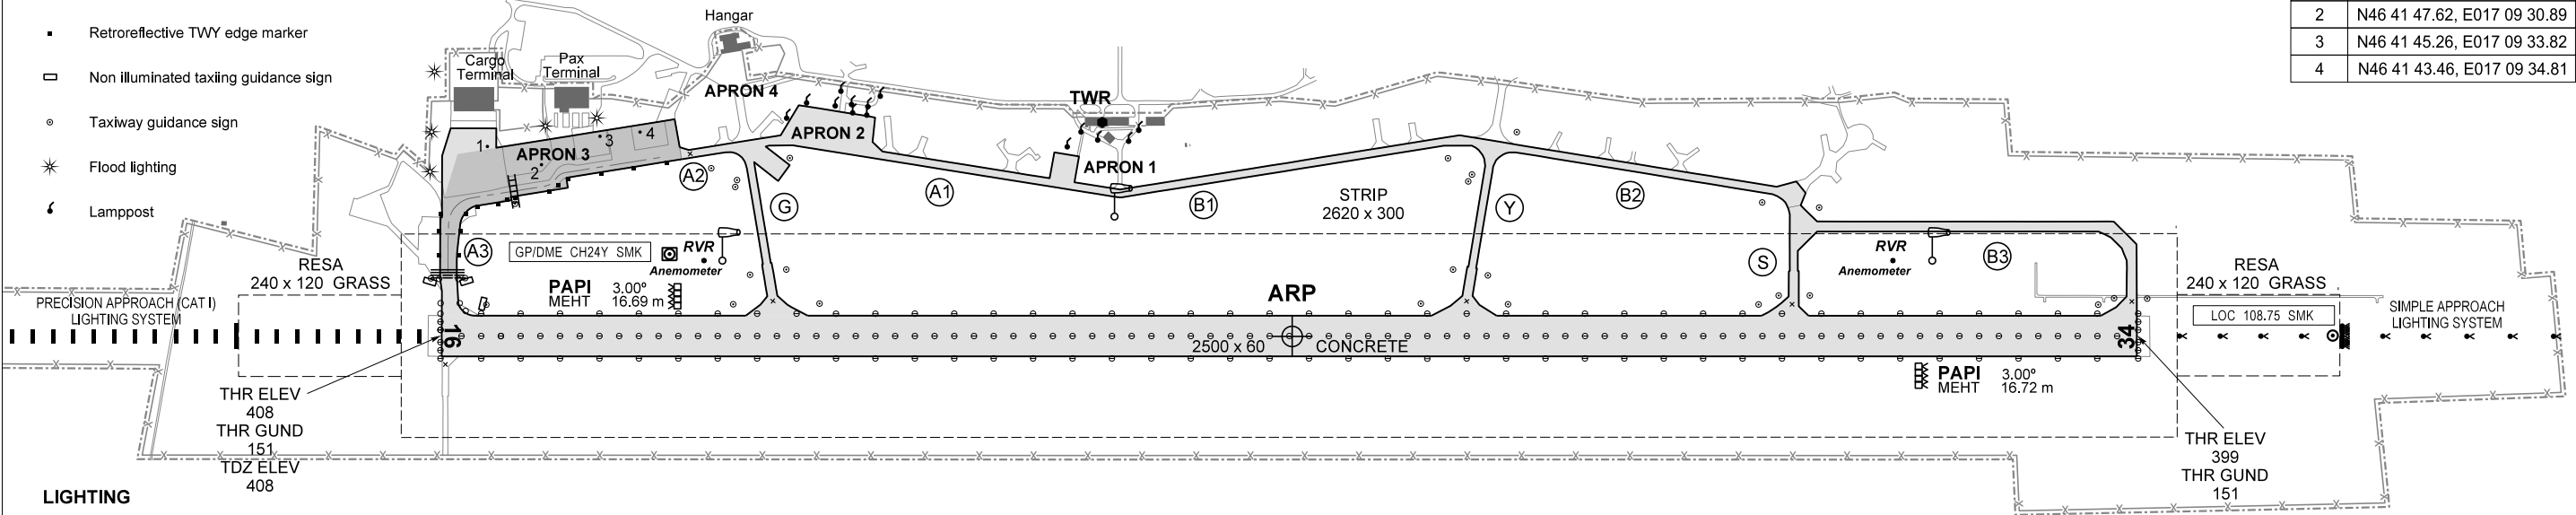 Retroreflective TWY edge marker
Non illuminated taxiing guidance sign
Taxiway guidance sign
Flood lighting
Lamppost
2 N46 41 47.62, E017 09 30.89
3 N46 41 45.26, E017 09 33.82
4 N46 41 43.46, E017 09 34.81
Hangar
Cargo
Terminal
Pax
Terminal
APRON 4
APRON 2
TWR
APRON 1
APRON 3
1
2
3
4
A2
A1
B1
B2
G
Y
STRIP
2620 x 300
A3
GP/DME CH24Y SMK
RVR
Anemometer
S
RVR
Anemometer
B3
RESA
240 x 120 GRASS
PRECISION APPROACH (CAT I)
LIGHTING SYSTEM
PAPI 3.00º
MEHT 16.69 m
ARP
RESA
240 x 120 GRASS
LOC 108.75 SMK
SIMPLE APPROACH
LIGHTING SYSTEM
16
2500 x 60 CONCRETE
34
PAPI 3.00º
MEHT 16.72 m
THR ELEV
408
THR GUND
151
TDZ ELEV
408
THR ELEV
399
THR GUND
151
LIGHTING